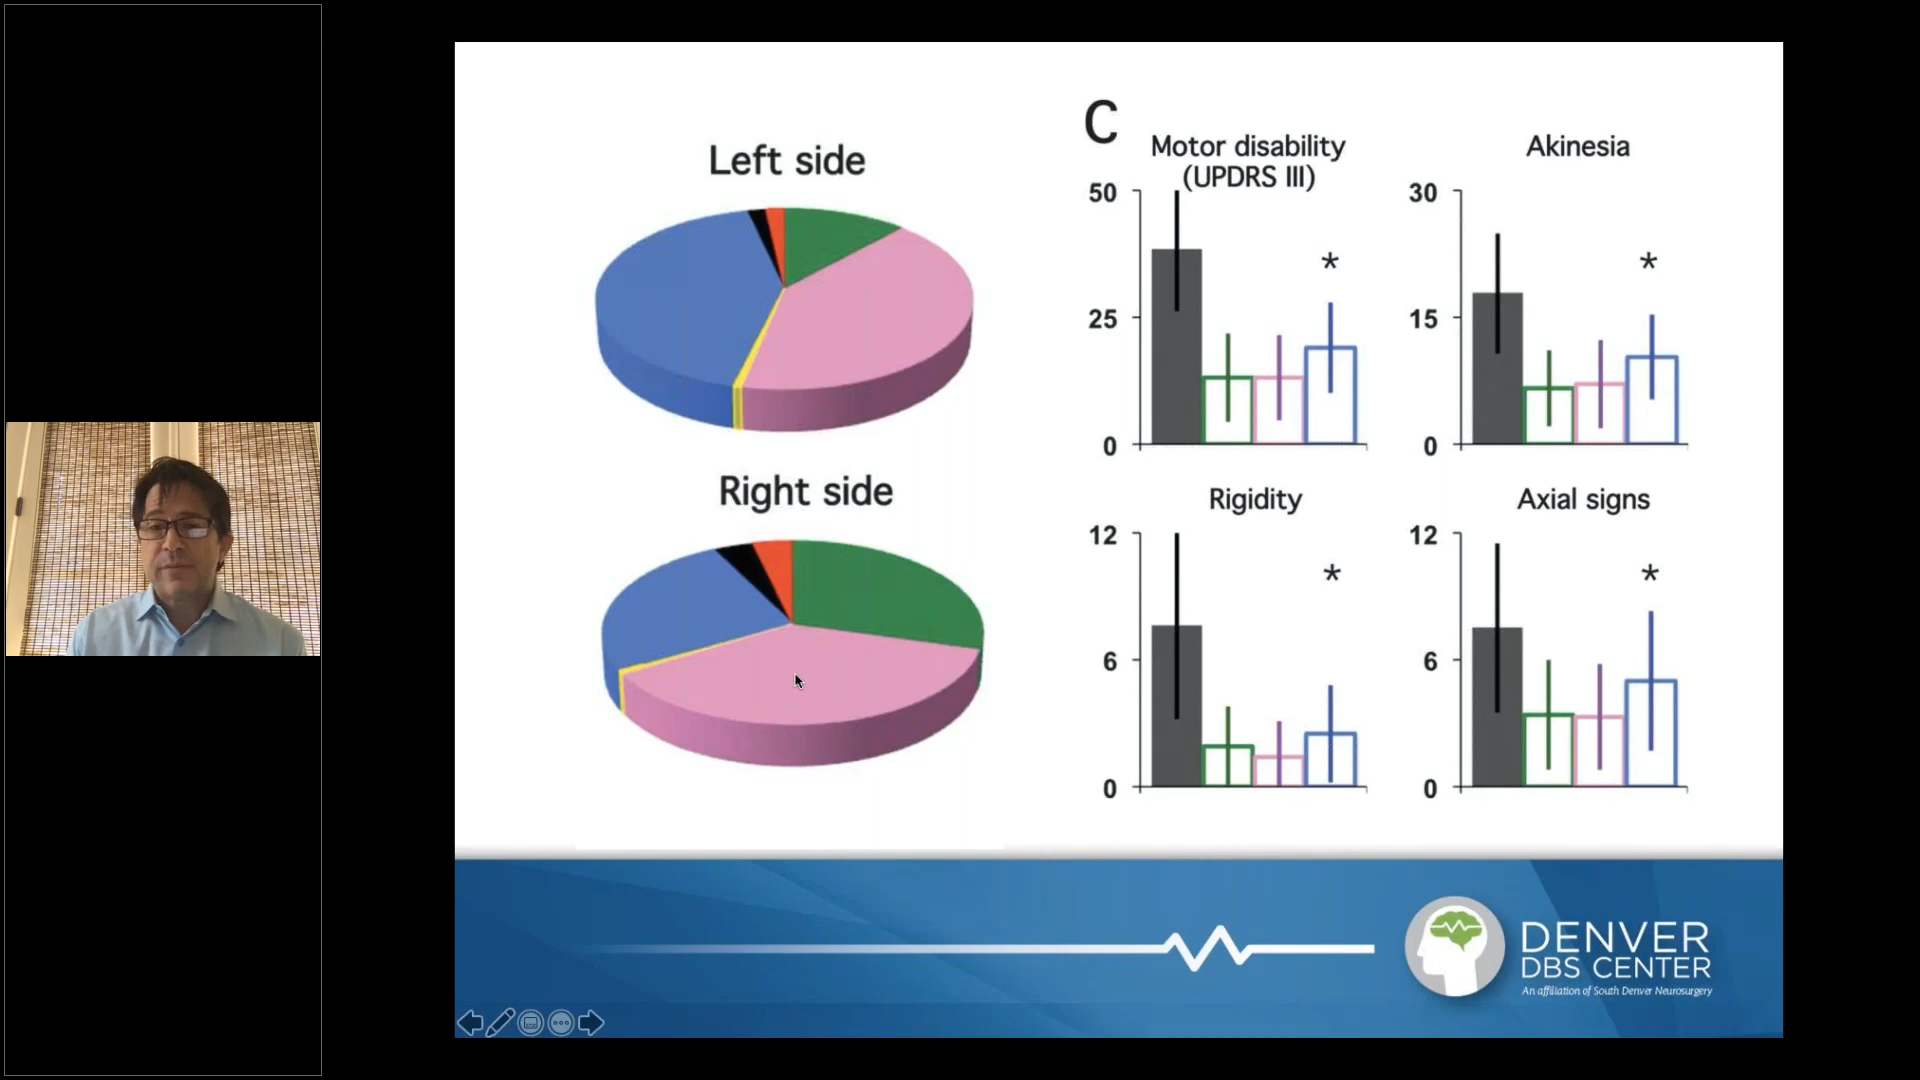 Left side
Right side
C
Motor disability
(UPDRS III)
50
25
0
*
Akinesia
30
15
0
*
Rigidity
12
6
0
*
Axial signs
12
6
0
*
DENVER
DBS CENTER
An affiliation of South Denver Neurosurgery